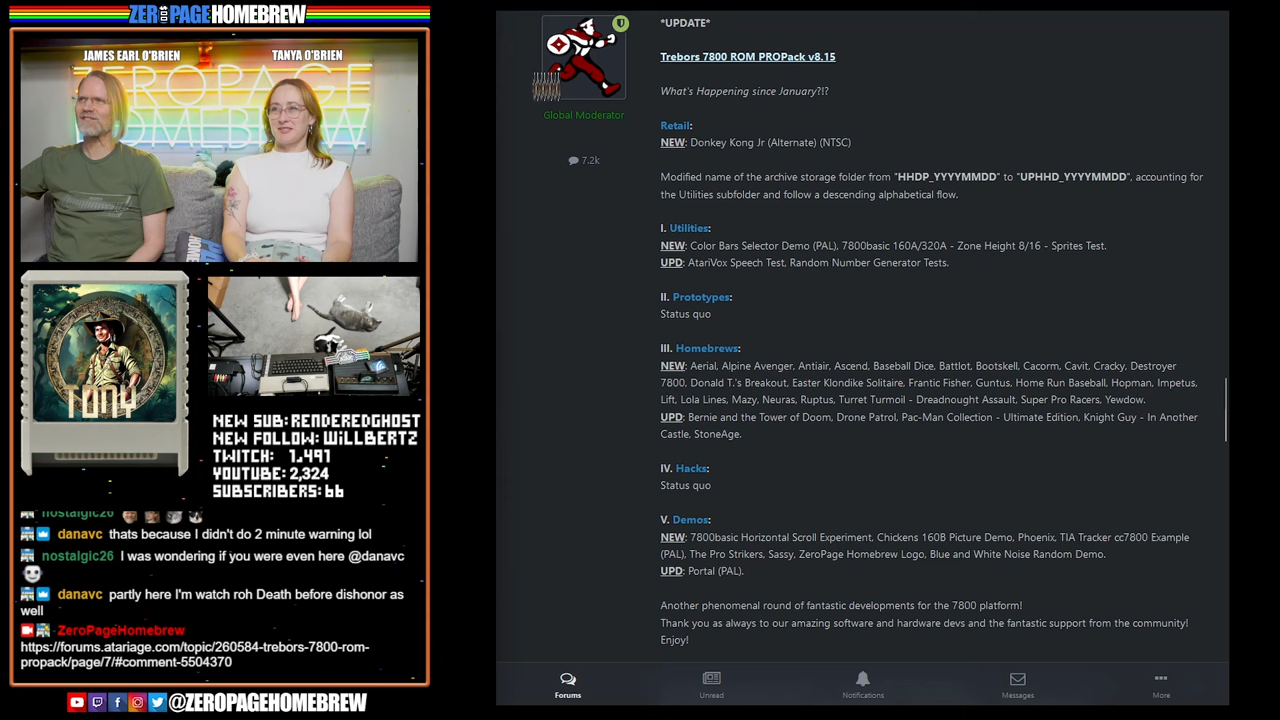 ZEROPAGE HOMEBREW
JAMES EARL O'BRIEN
TANYA O'BRIEN
ZEROPAGE
HOMEBREW
TONY
NEW SUB: RENDEREDGHOST
NEW FOLLOW: WILLBERTZ
TWITCH: 1,491
YOUTUBE: 2,324
SUBSCRIBERS: 66
nostalgic26
danavc thats because I didn't do 2 minute warning lol
nostalgic26 I was wondering if you were even here @danavc
danavc partly here I'm watch roh Death before dishonor as
well
ZeroPageHomebrew
https://forums.atariage.com/topic/260584-trebors-7800-rom-
propack/page/7/#comment-5504370
@ZEROPAGEHOMEBREW
Global Moderator
7.2k
*UPDATE*
Trebors 7800 ROM PROPack v8.15
What's Happening since January?!?
Retail:
NEW: Donkey Kong Jr (Alternate) (NTSC)
Modified name of the archive storage folder from "HHDP_YYYYMMDD" to "UPHHD_YYYYMMDD", accounting for
the Utilities subfolder and follow a descending alphabetical flow.
I. Utilities:
NEW: Color Bars Selector Demo (PAL), 7800basic 160A/320A - Zone Height 8/16 - Sprites Test.
UPD: AtariVox Speech Test, Random Number Generator Tests.
II. Prototypes:
Status quo
III. Homebrews:
NEW: Aerial, Alpine Avenger, Antiair, Ascend, Baseball Dice, Battlot, Bootskell, Cacorm, Cavit, Cracky, Destroyer
7800, Donald T.'s Breakout, Easter Klondike Solitaire, Frantic Fisher, Guntus, Home Run Baseball, Hopman, Impetus,
Lift, Lola Lines, Mazy, Neuras, Ruptus, Turret Turmoil - Dreadnought Assault, Super Pro Racers, Yewdow.
UPD: Bernie and the Tower of Doom, Drone Patrol, Pac-Man Collection - Ultimate Edition, Knight Guy - In Another
Castle, StoneAge.
IV. Hacks:
Status quo
V. Demos:
NEW: 7800basic Horizontal Scroll Experiment, Chickens 160B Picture Demo, Phoenix, TIA Tracker cc7800 Example
(PAL), The Pro Strikers, Sassy, ZeroPage Homebrew Logo, Blue and White Noise Random Demo.
UPD: Portal (PAL).
Another phenomenal round of fantastic developments for the 7800 platform!
Thank you as always to our amazing software and hardware devs and the fantastic support from the community!
Enjoy!
Forums
Unread
Notifications
Messages
More